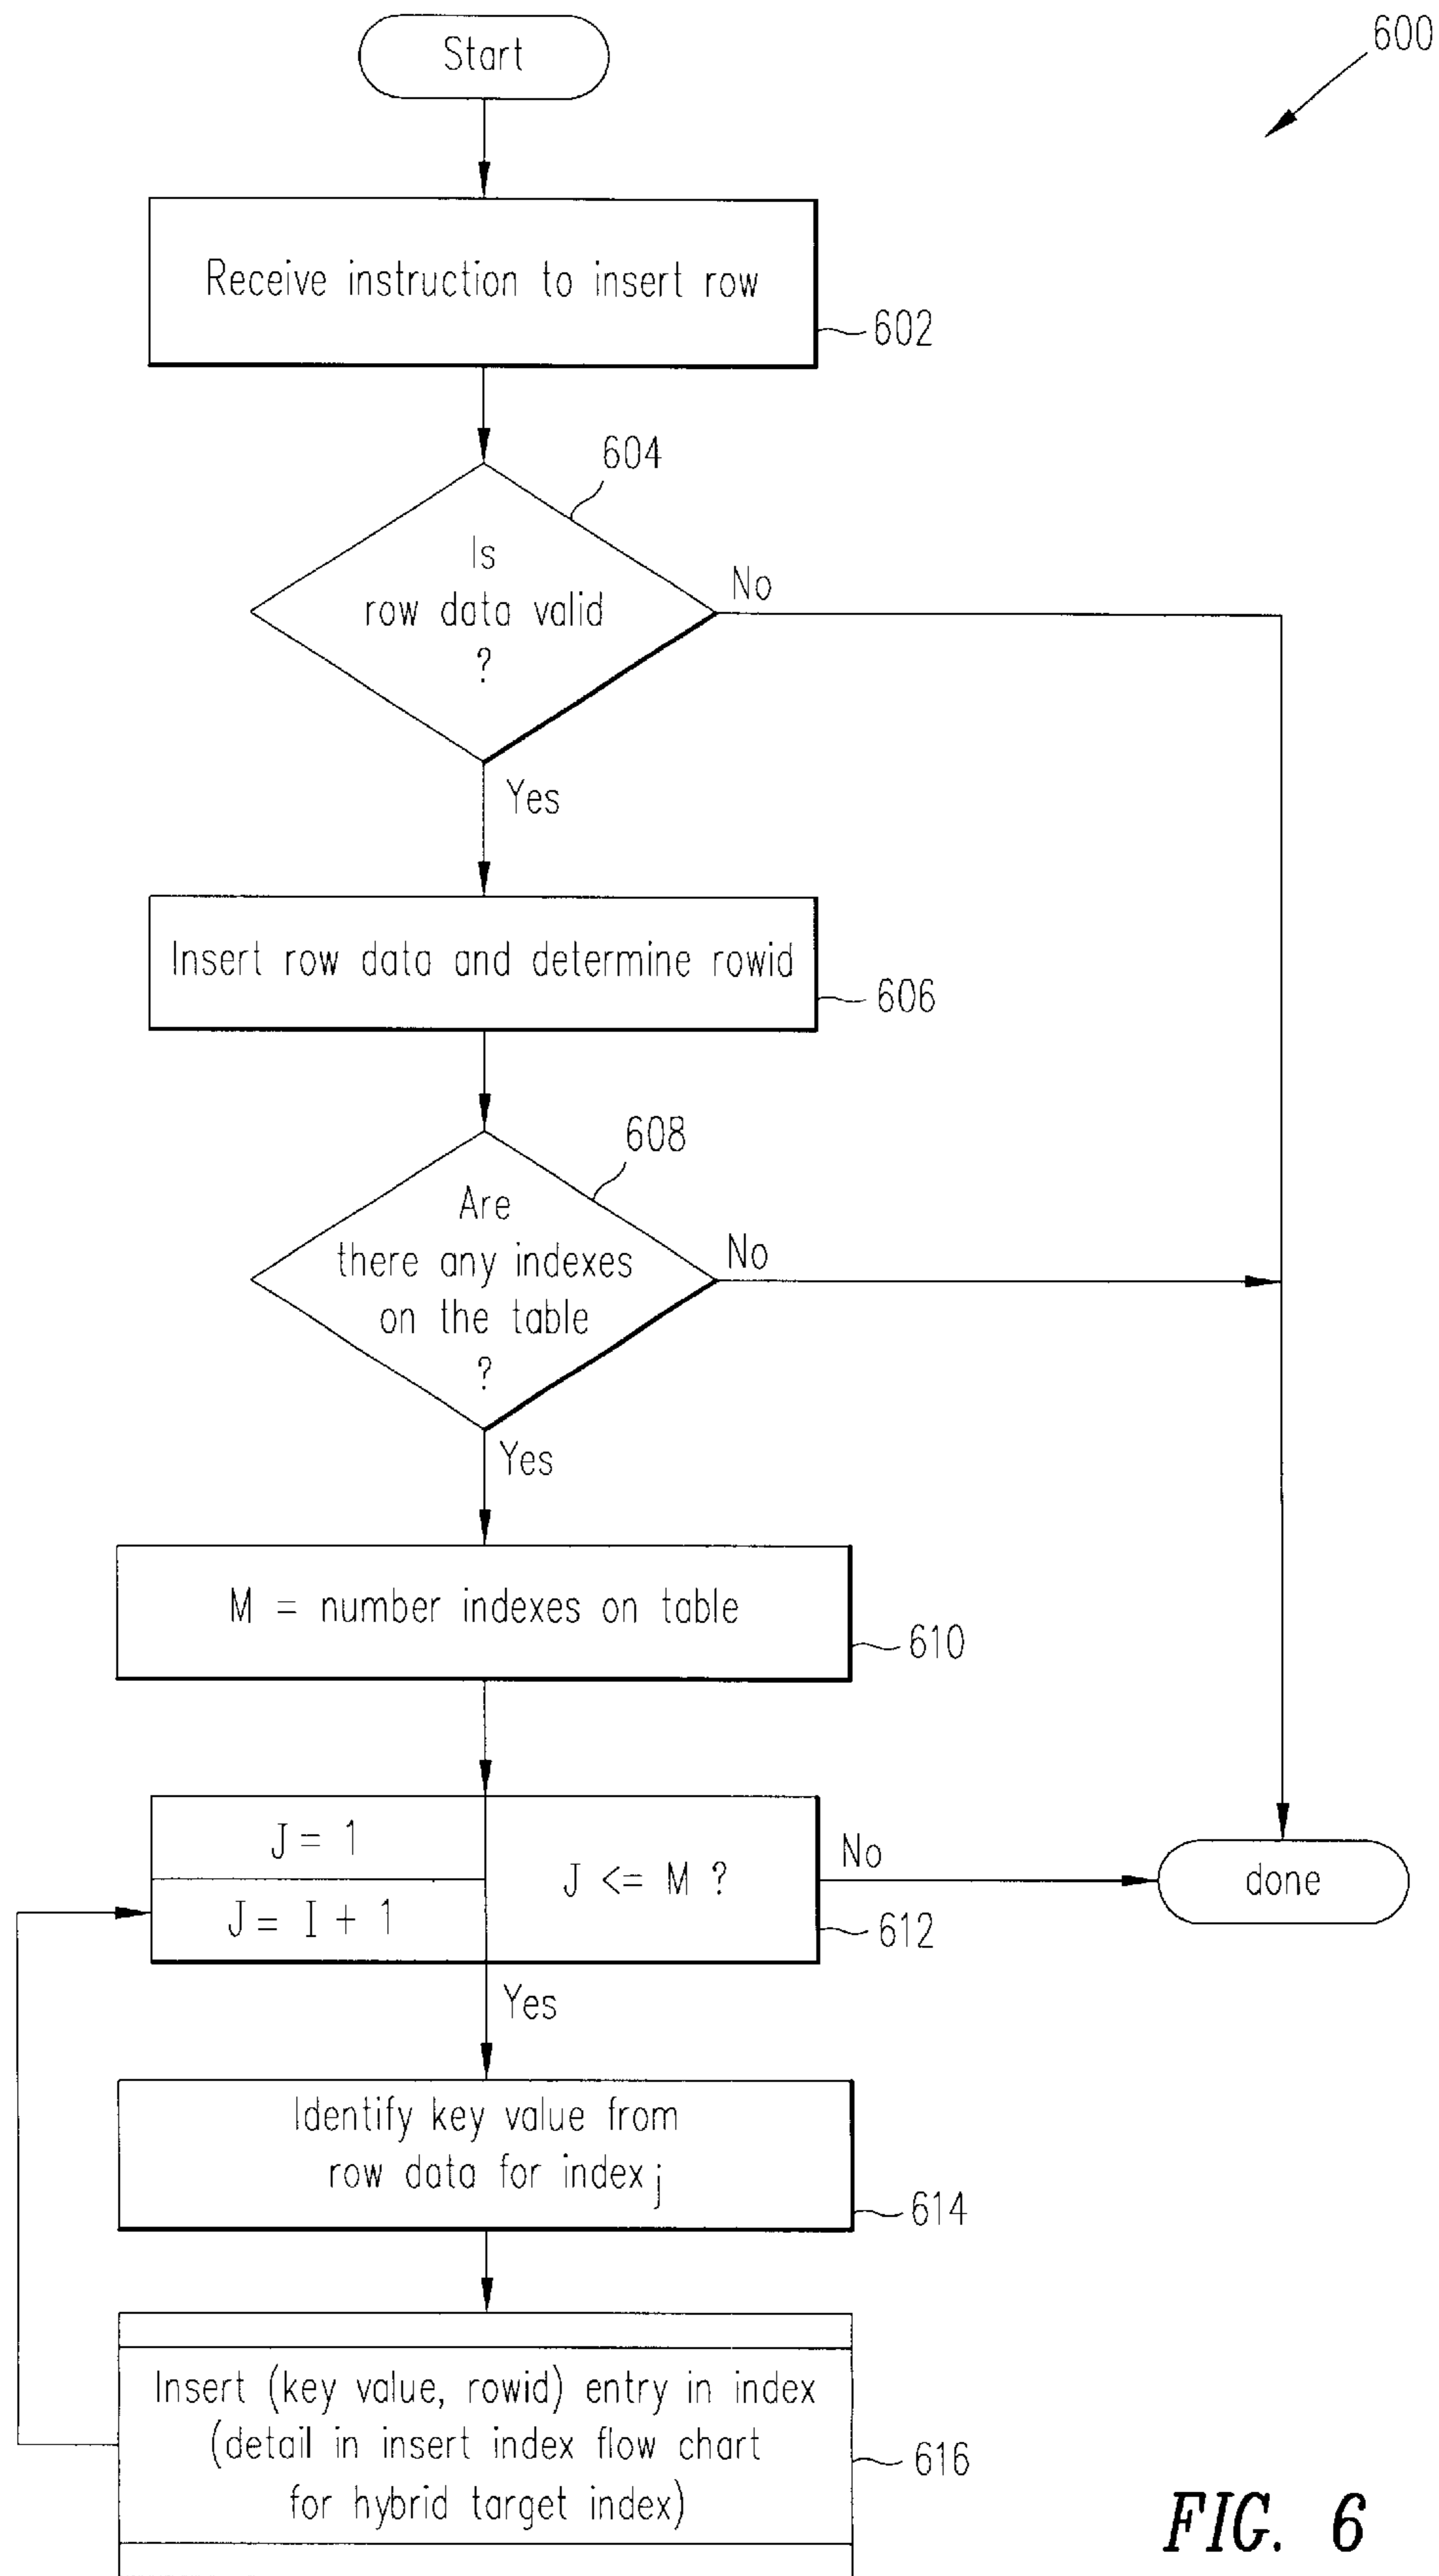 600
Start
Receive instruction to insert row
602
604
Is
row data valid
?
No
Yes
Insert row data and determine rowid
606
608
Are
there any indexes
on the table
?
No
Yes
M = number indexes on table
610
J = 1
J = I + 1
J <= M ?
No
612
done
Yes
Identify key value from
row data for index j
614
Insert (key value, rowid) entry in index
(detail in insert index flow chart
for hybrid target index)
616
FIG. 6